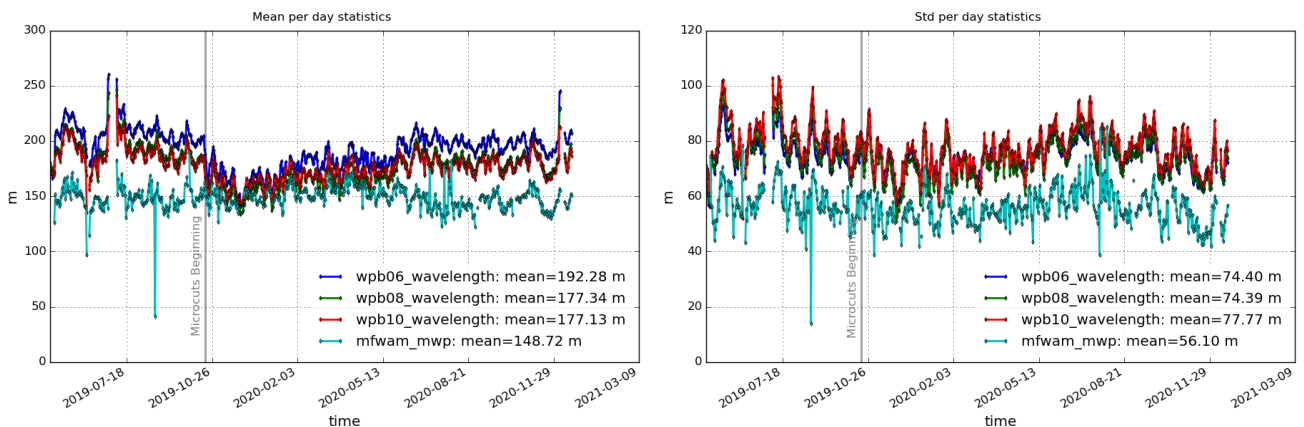 Mean per day statistics
300
250
200
150
100
50
0
m
Microcuts Beginning
wpb06_wavelength: mean=192.28 m
wpb08_wavelength: mean=177.34 m
wpb10_wavelength: mean=177.13 m
mfwam_mwp: mean=148.72 m
2019-07-18
2019-10-26
2020-02-03
2020-05-13
2020-08-21
2020-11-29
2021-03-09
time
Std per day statistics
120
100
80
60
40
20
0
m
Microcuts Beginning
wpb06_wavelength: mean=74.40 m
wpb08_wavelength: mean=74.39 m
wpb10_wavelength: mean=77.77 m
mfwam_mwp: mean=56.10 m
2019-07-18
2019-10-26
2020-02-03
2020-05-13
2020-08-21
2020-11-29
2021-03-09
time